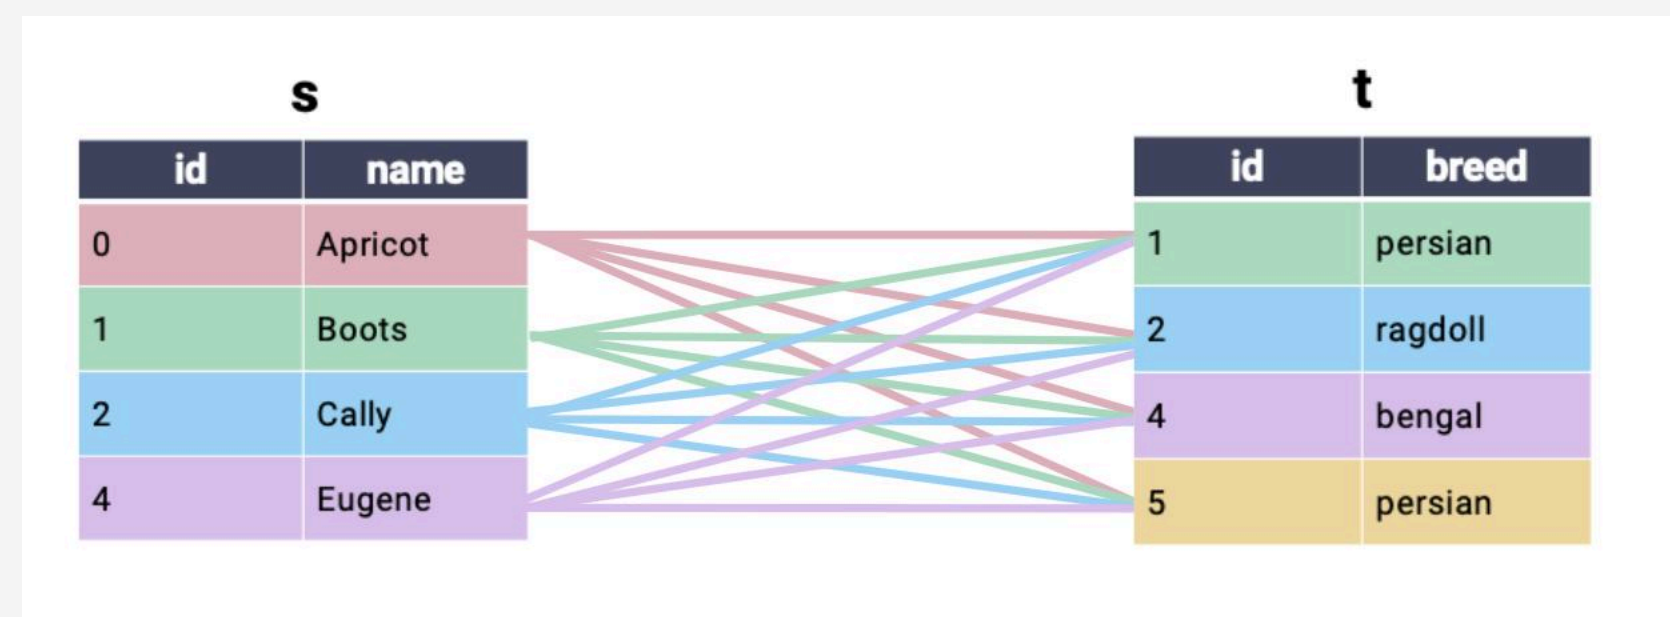 s
id name
0 Apricot
1 Boots
2 Cally
4 Eugene
t
id breed
1 persian
2 ragdoll
4 bengal
5 persian